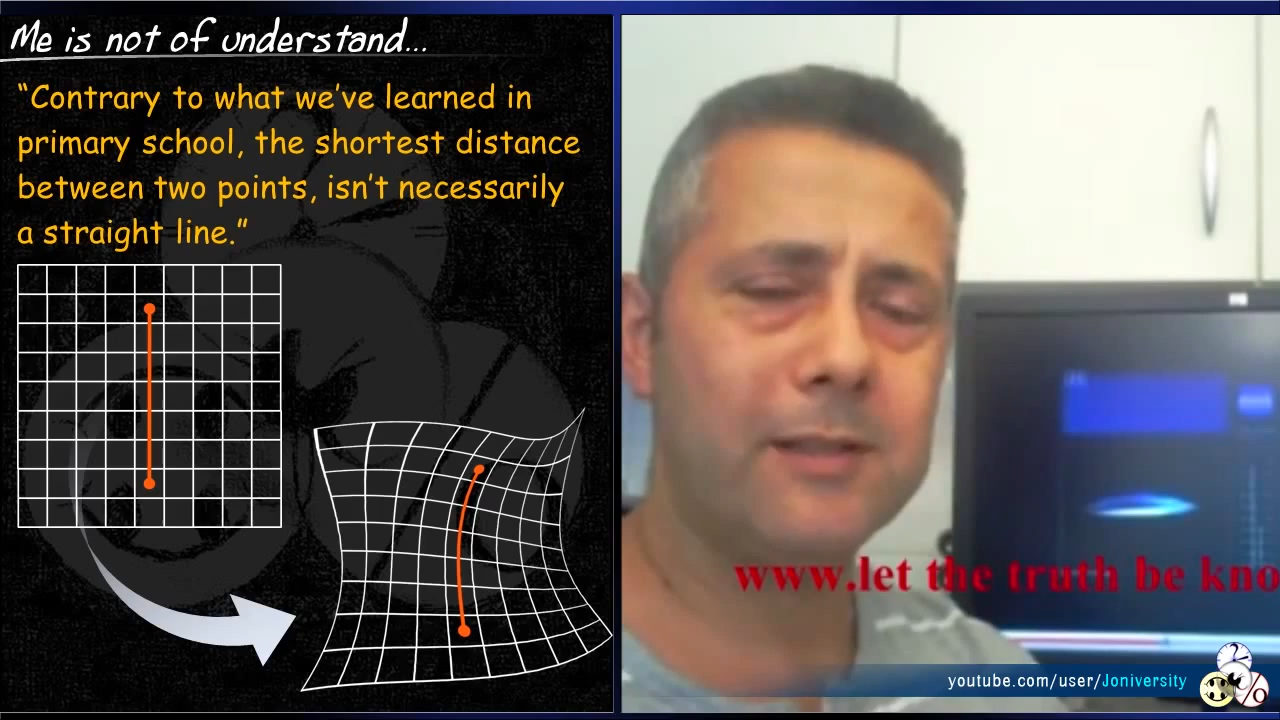 Me is not of understand...
“Contrary to what we’ve learned in
primary school, the shortest distance
between two points, isn’t necessarily
a straight line.”
www.let the truth be kno
youtube.com/user/Joniversity